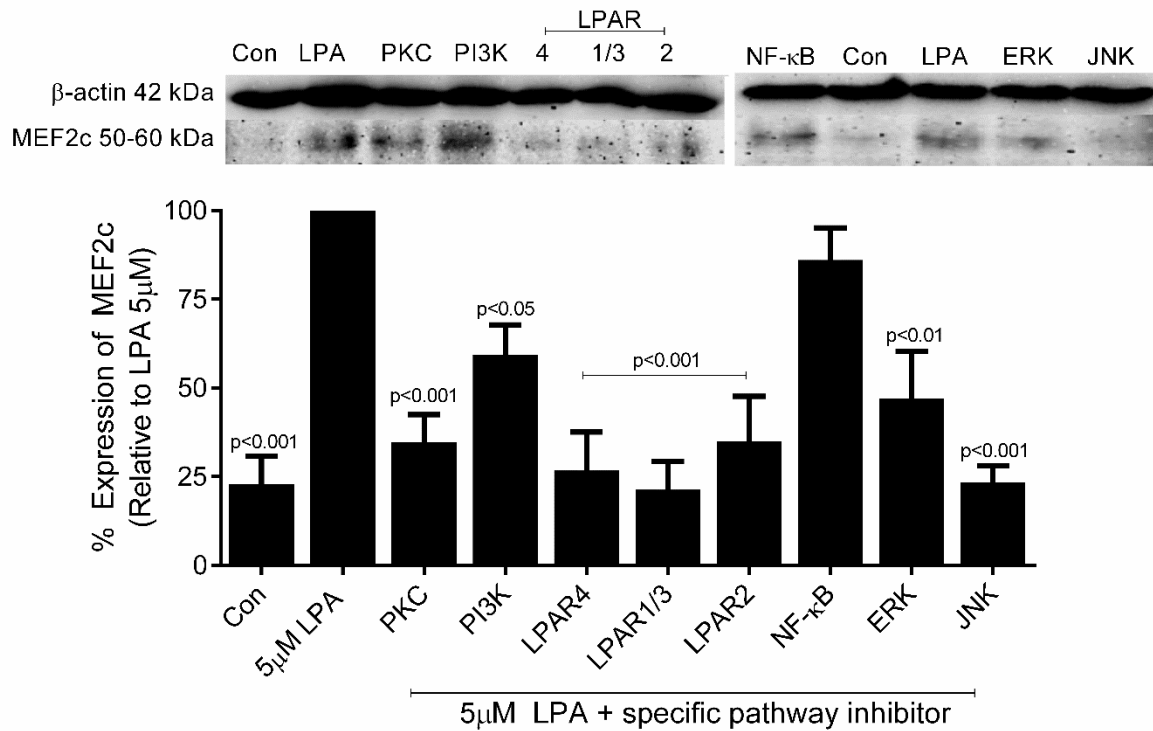 LPAR
Con LPA PKC PI3K 4 1/3 2 NF-κB Con LPA ERK JNK
β-actin 42 kDa
MEF2c 50-60 kDa
% Expression of MEF2c
(Relative to LPA 5μM)
100
75
50
25
0
p<0.001
p<0.001
p<0.05
p<0.001
p<0.01
p<0.001
Con
5μM LPA
PKC
PI3K
LPAR4
LPAR1/3
LPAR2
NF-κB
ERK
JNK
5μM LPA + specific pathway inhibitor